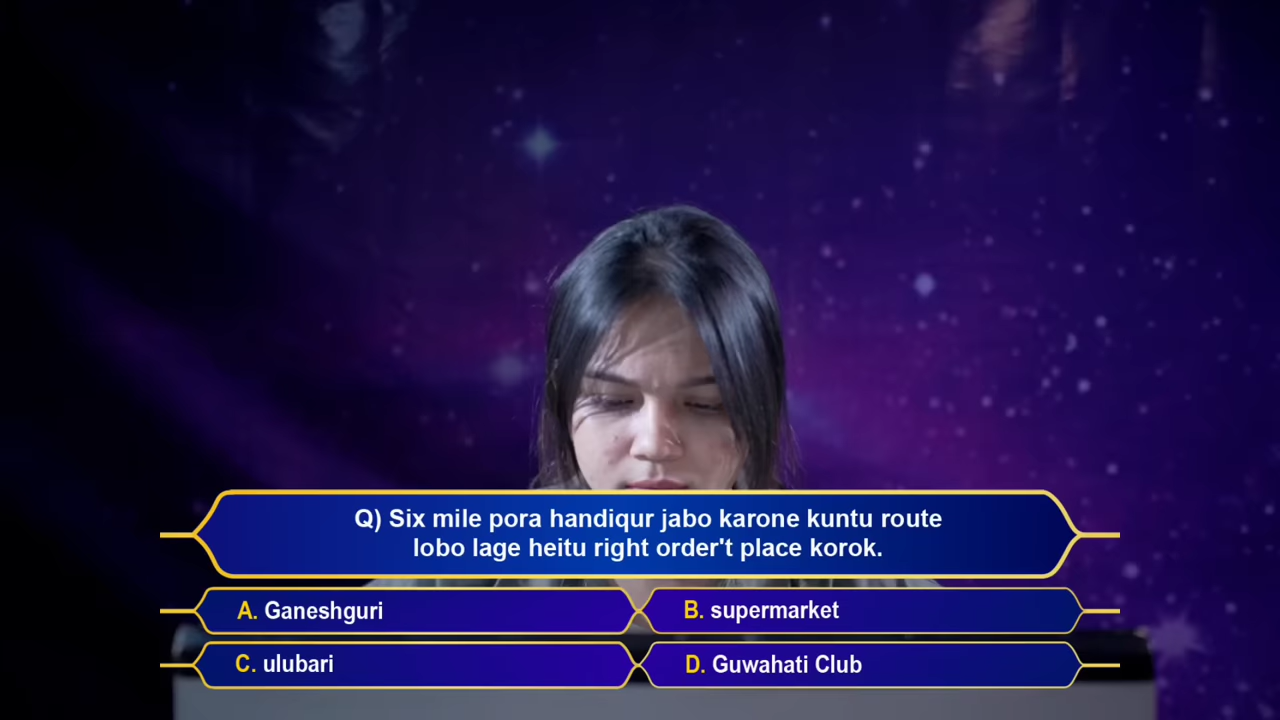 Q) Six mile pora handiqur jabo karone kuntu route
lobo lage heitu right order't place korok.
A. Ganeshguri
B. supermarket
C. ulubari
D. Guwahati Club